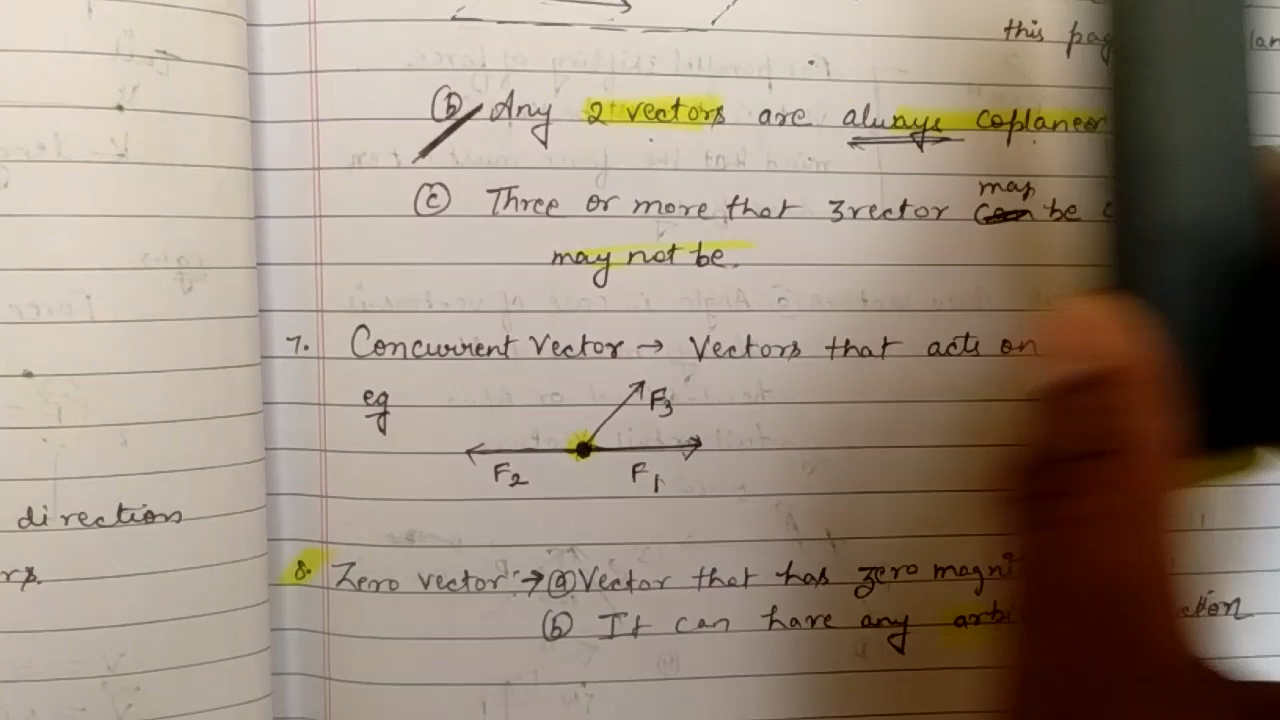 this
(b) Any 2 vectors are always coplaner
(c) Three or more that 3 vector may be
may not be.
7. Concurrent Vector → Vectors that acts on
eg
F3
F2 F1
direction
8. Zero vector → (a) Vector that has zero
(b) It can have any